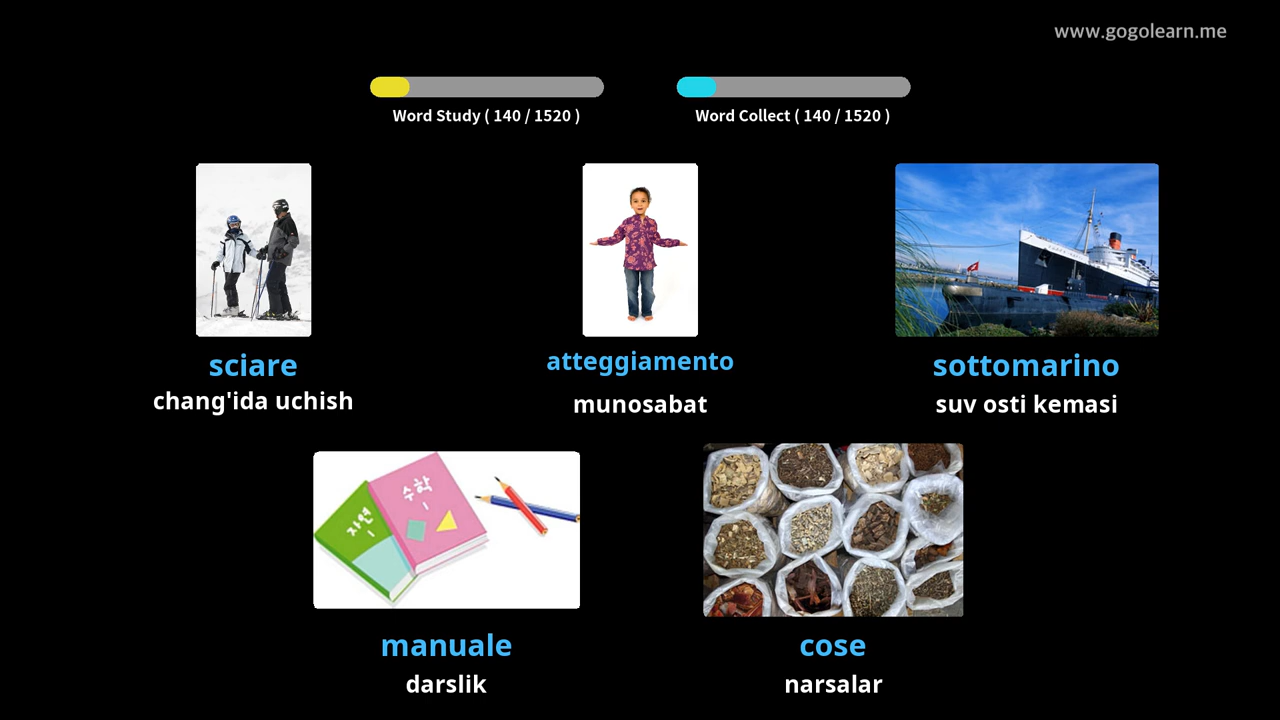 www.gogolearn.me
Word Study ( 140 / 1520 )
Word Collect ( 140 / 1520 )
sciare
chang'ida uchish
atteggiamento
munosabat
sottomarino
suv osti kemasi
자연
수학
manuale
darslik
cose
narsalar